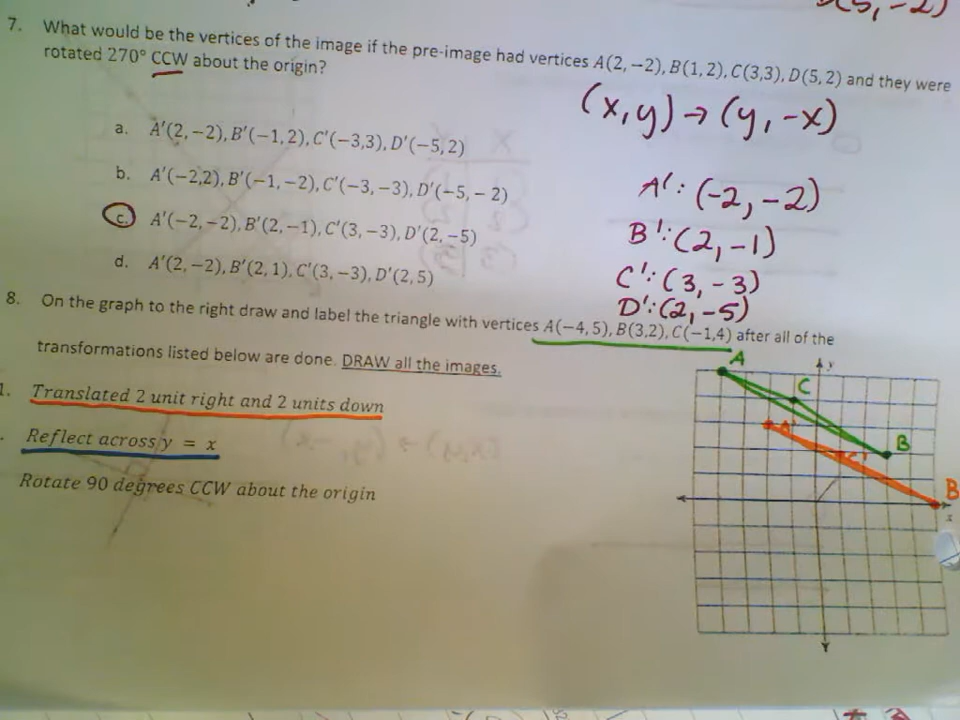 (5,-2)
7. What would be the vertices of the image if the pre-image had vertices A(2,−2), B(1,2), C(3,3), D(5,2) and they were
rotated 270° CCW about the origin?
(x,y) → (y,-x)
a. A′(2,−2), B′(−1,2), C′(−3,3), D′(−5,2)
b. A′(−2,2), B′(−1,−2), C′(−3,−3), D′(−5,−2)
A': (-2,-2)
c. A′(−2,−2), B′(2,−1), C′(3,−3), D′(2,−5)
B': (2,-1)
d. A′(2,−2), B′(2,1), C′(3,−3), D′(2,5)
C': (3,-3)
D': (2,-5)
8. On the graph to the right draw and label the triangle with vertices A(−4,5), B(3,2), C(−1,4) after all of the
transformations listed below are done. DRAW all the images.
A
y
C
1. Translated 2 unit right and 2 units down
A'
B
Reflect across y = x
C'
Rotate 90 degrees CCW about the origin
B
x
Y